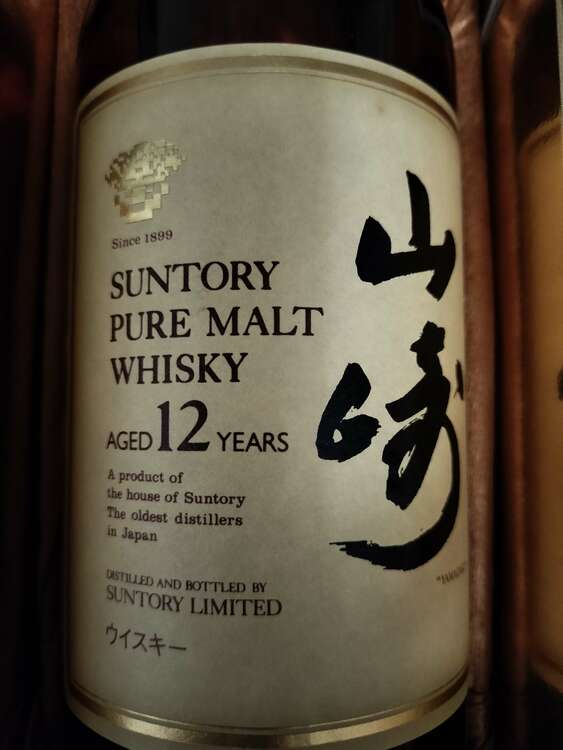 Since 1899
SUNTORY
PURE MALT
WHISKY
AGED 12 YEARS
A product of
the house of Suntory
The oldest distillers
in Japan
DISTILLED AND BOTTLED BY
SUNTORY LIMITED
ウイスキー
山崎